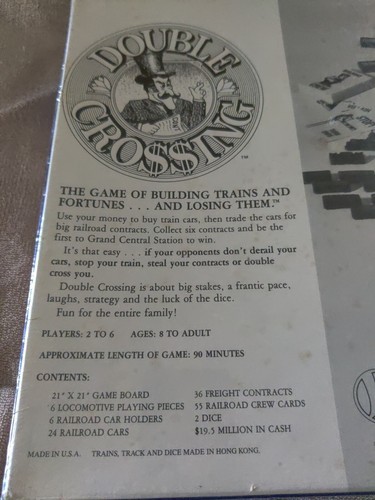 DOUBLE
CRO$$ING™
THE GAME OF BUILDING TRAINS AND
FORTUNES . . . AND LOSING THEM!™
Use your money to buy train cars, then trade the cars for
big railroad contracts. Collect six contracts and be the
first to Grand Central Station to win.
It's that easy . . . if your opponents don't derail your
cars, stop your train, steal your contracts or double
cross you.
Double Crossing is about big stakes, a frantic pace,
laughs, strategy and the luck of the dice.
Fun for the entire family!
PLAYERS: 2 TO 6 AGES: 8 TO ADULT
APPROXIMATE LENGTH OF GAME: 90 MINUTES
CONTENTS:
21" X 21" GAME BOARD 36 FREIGHT CONTRACTS
6 LOCOMOTIVE PLAYING PIECES 55 RAILROAD CREW CARDS
6 RAILROAD CAR HOLDERS 2 DICE
24 RAILROAD CARS $19.5 MILLION IN CASH
MADE IN U.S.A. TRAINS, TRACK AND DICE MADE IN HONG KONG.